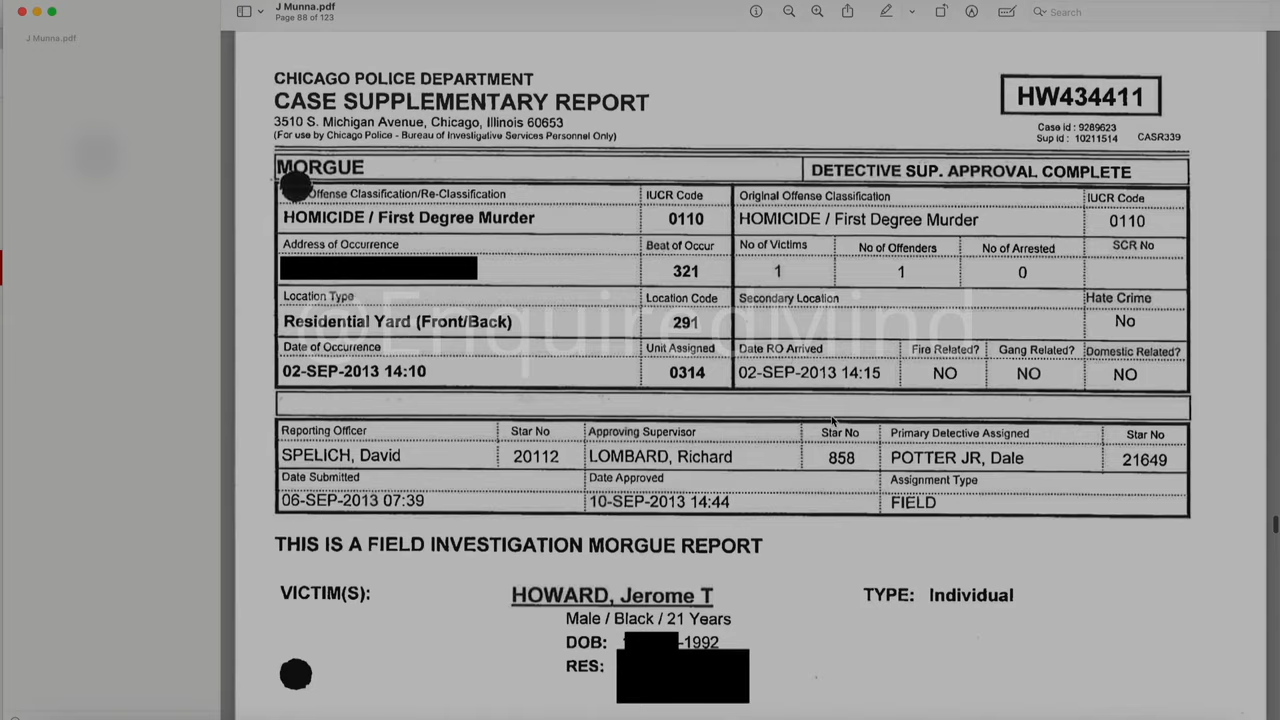 J Munna.pdf
Page 88 of 123
Search
J Munna.pdf
CHICAGO POLICE DEPARTMENT
CASE SUPPLEMENTARY REPORT
3510 S. Michigan Avenue, Chicago, Illinois 60653
(For use by Chicago Police - Bureau of Investigative Services Personnel Only)
HW434411
Case id : 9289623
Sup id : 10211514 CASR339
MORGUE DETECTIVE SUP. APPROVAL COMPLETE
Offense Classification/Re-Classification IUCR Code Original Offense Classification IUCR Code
HOMICIDE / First Degree Murder 0110 HOMICIDE / First Degree Murder 0110
Address of Occurrence Beat of Occur No of Victims No of Offenders No of Arrested SCR No
321 1 1 0
Location Type Location Code Secondary Location Hate Crime
Residential Yard (Front/Back) 291 No
@EnquiredMind
Date of Occurrence Unit Assigned Date RO Arrived Fire Related? Gang Related? Domestic Related?
02-SEP-2013 14:10 0314 02-SEP-2013 14:15 NO NO NO
Reporting Officer Star No Approving Supervisor Star No Primary Detective Assigned Star No
SPELICH, David 20112 LOMBARD, Richard 858 POTTER JR, Dale 21649
Date Submitted Date Approved Assignment Type
06-SEP-2013 07:39 10-SEP-2013 14:44 FIELD
THIS IS A FIELD INVESTIGATION MORGUE REPORT
VICTIM(S): HOWARD, Jerome T TYPE: Individual
Male / Black / 21 Years
DOB: -1992
RES: